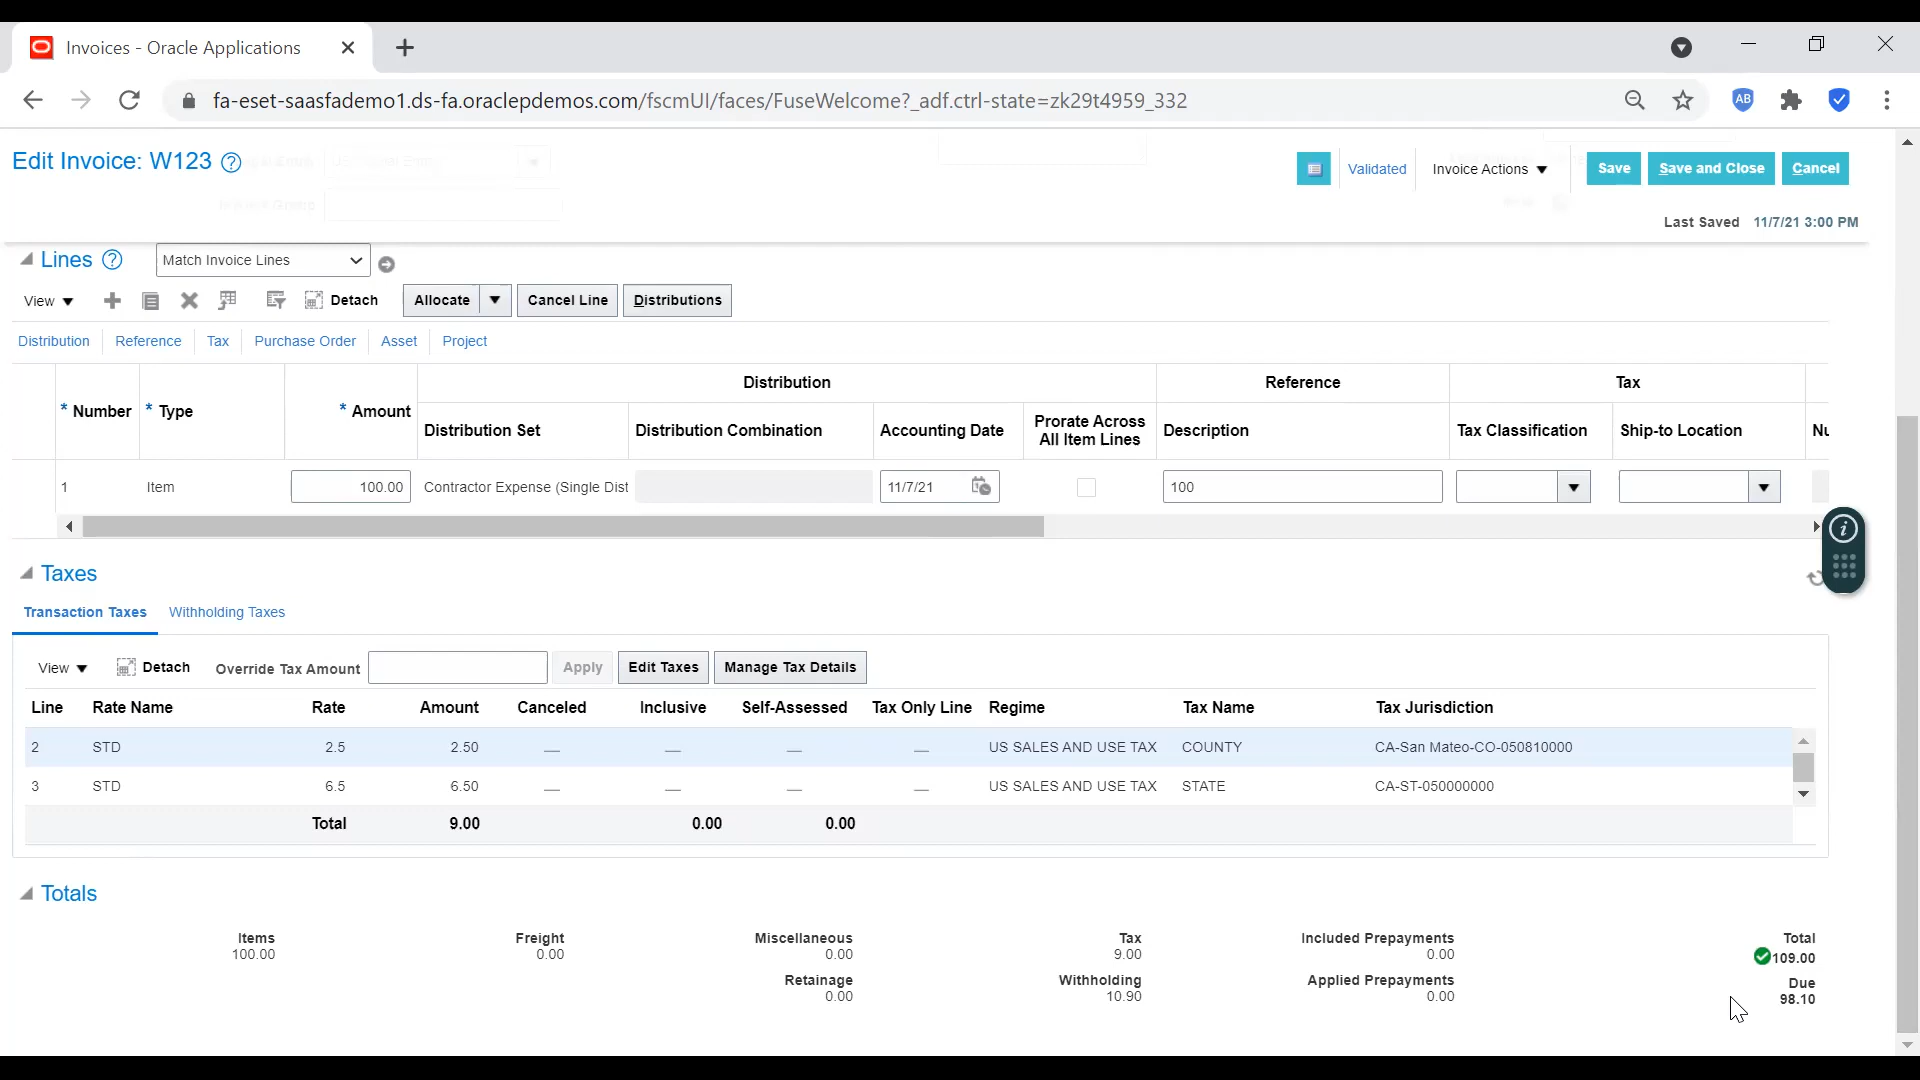 Invoices - Oracle Applications
fa-eset-saasfademo1.ds-fa.oraclepdemos.com/fscmUI/faces/FuseWelcome?_adf.ctrl-state=zk29t4959_332
AB
Edit Invoice: W123 ?
Validated Invoice Actions Save Save and Close Cancel
Last Saved 11/7/21 3:00 PM
Lines ? Match Invoice Lines
View Detach Allocate Cancel Line Distributions
Distribution Reference Tax Purchase Order Asset Project
Distribution Reference Tax
* Number * Type * Amount Distribution Set Distribution Combination Accounting Date Prorate Across All Item Lines Description Tax Classification Ship-to Location Nu
1 Item 100.00 Contractor Expense (Single Dist 11/7/21 100
i
Taxes
Transaction Taxes Withholding Taxes
View Detach Override Tax Amount Apply Edit Taxes Manage Tax Details
Line Rate Name Rate Amount Canceled Inclusive Self-Assessed Tax Only Line Regime Tax Name Tax Jurisdiction
2 STD 2.5 2.50 — — — — US SALES AND USE TAX COUNTY CA-San Mateo-CO-050810000
3 STD 6.5 6.50 — — — — US SALES AND USE TAX STATE CA-ST-050000000
Total 9.00 0.00 0.00
Totals
Items Freight Miscellaneous Tax Included Prepayments Total
100.00 0.00 0.00 9.00 0.00 109.00
Retainage Withholding Applied Prepayments Due
0.00 10.90 0.00 98.10